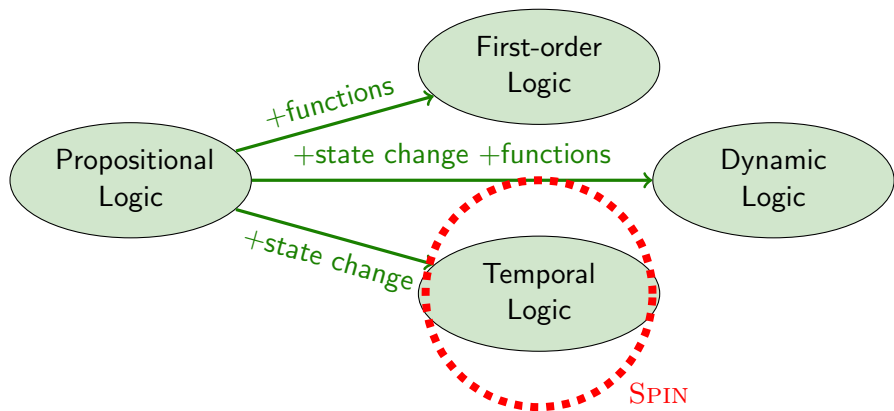 First-order
Logic
+functions
Propositional
Logic
+state change +functions
Dynamic
Logic
+state change
Temporal
Logic
SPIN